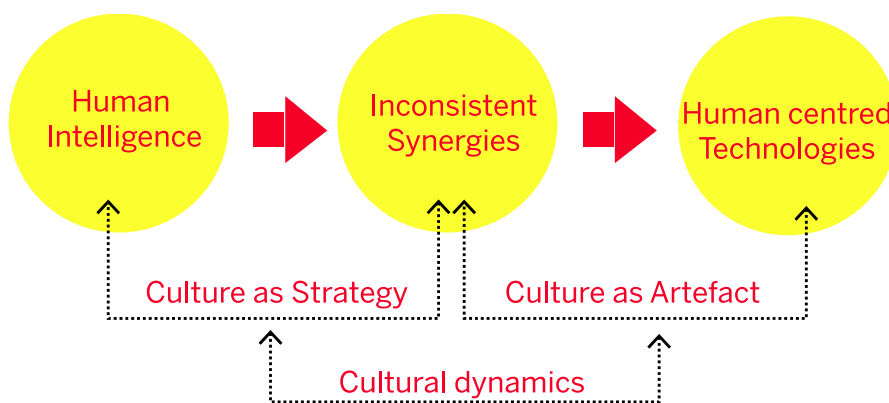 Human
Intelligence
Inconsistent
Synergies
Human centred
Technologies
Culture as Strategy
Culture as Artefact
Cultural dynamics